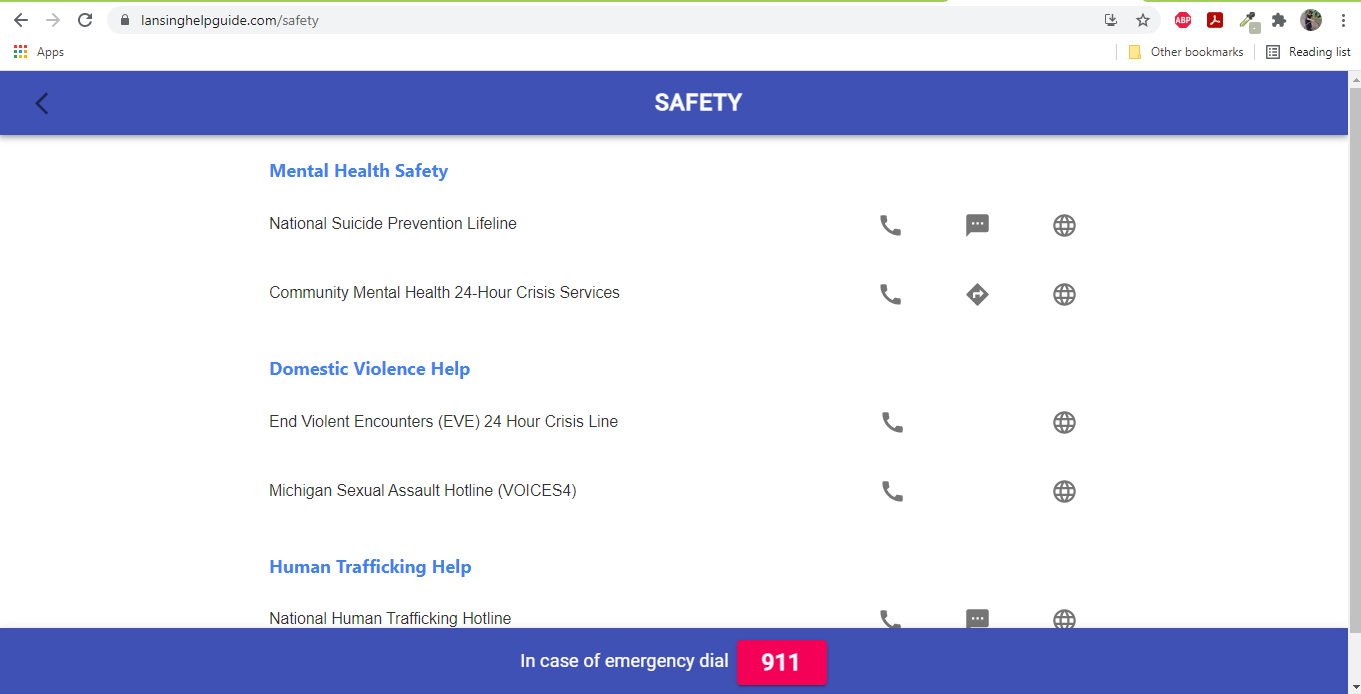 lansinghelpguide.com/safety
ABP
Apps
Other bookmarks
Reading list
SAFETY
Mental Health Safety
National Suicide Prevention Lifeline
Community Mental Health 24-Hour Crisis Services
Domestic Violence Help
End Violent Encounters (EVE) 24 Hour Crisis Line
Michigan Sexual Assault Hotline (VOICES4)
Human Trafficking Help
National Human Trafficking Hotline
In case of emergency dial 911